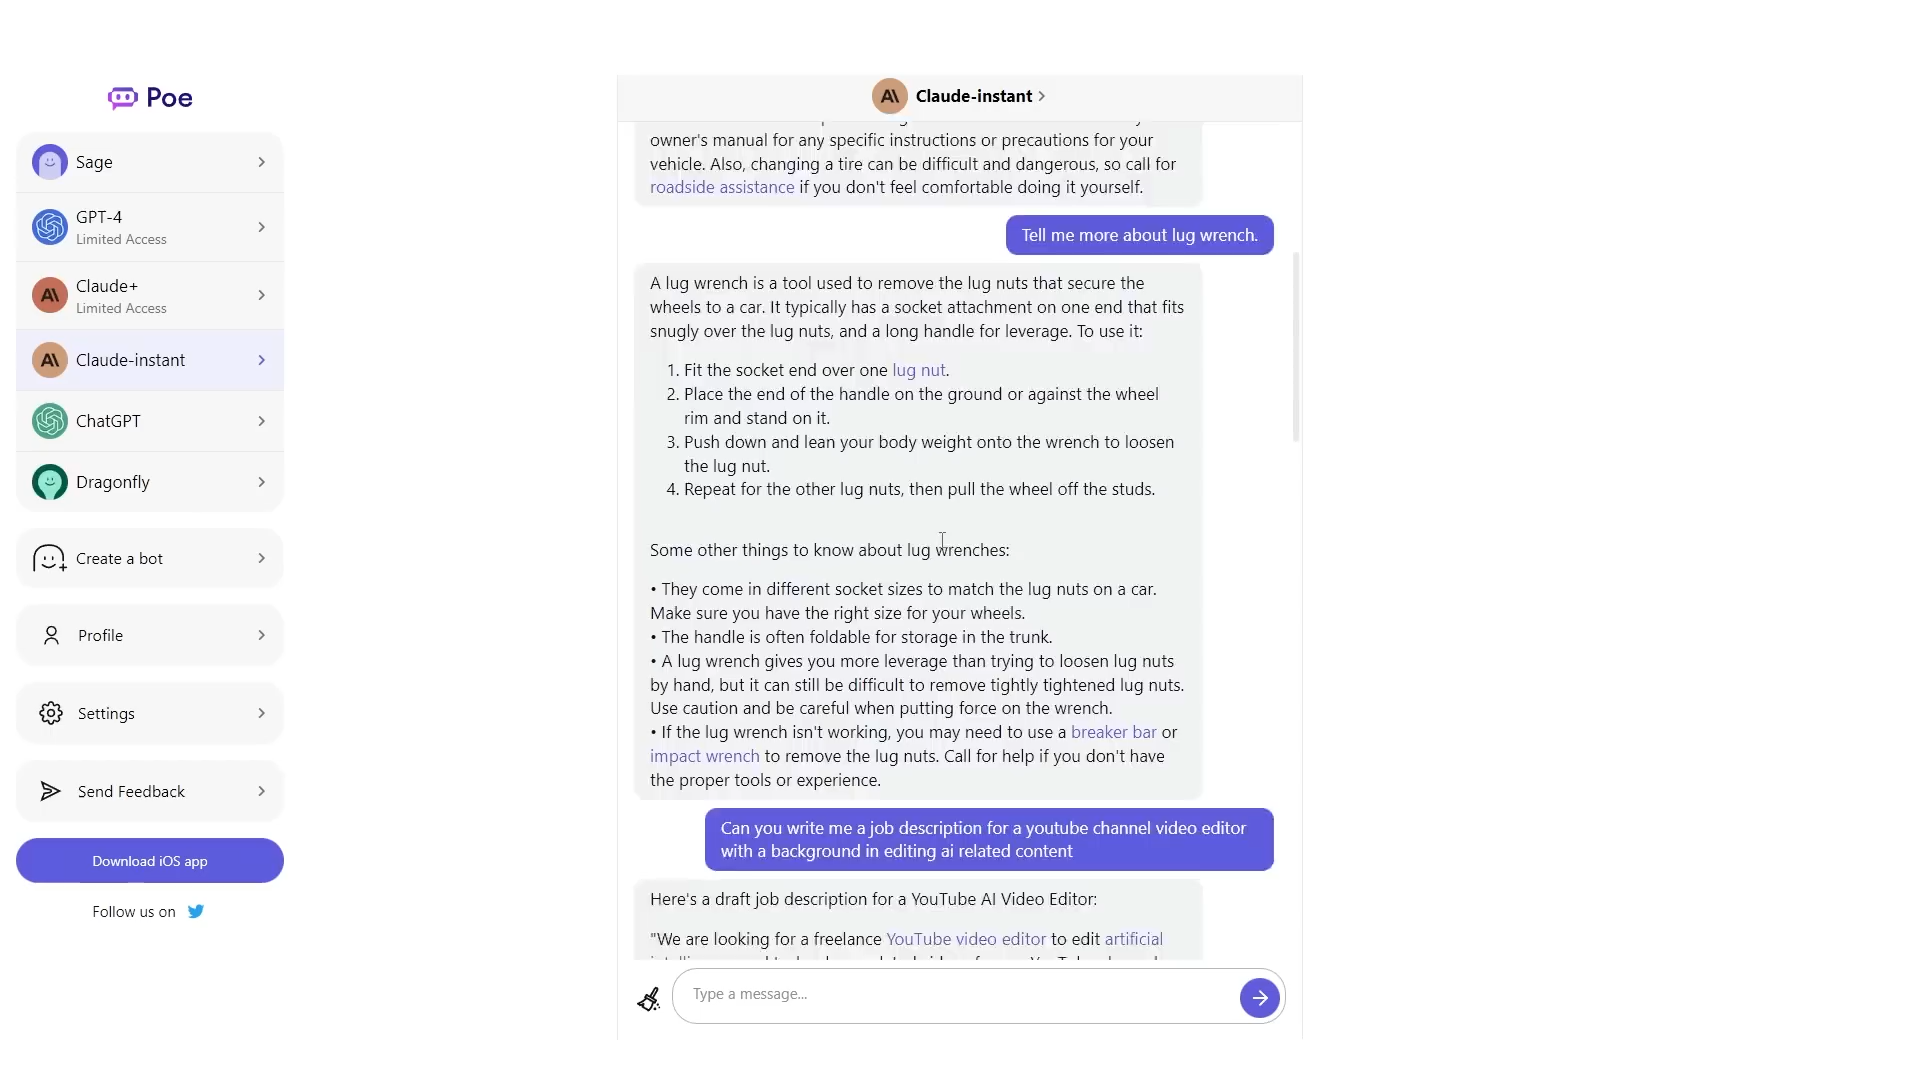 Poe
Sage
GPT-4
Limited Access
Claude+
Limited Access
Claude-instant
ChatGPT
Dragonfly
Create a bot
Profile
Settings
Send Feedback
Download iOS app
Follow us on
Claude-instant
owner's manual for any specific instructions or precautions for your
vehicle. Also, changing a tire can be difficult and dangerous, so call for
roadside assistance if you don't feel comfortable doing it yourself.
Tell me more about lug wrench.
A lug wrench is a tool used to remove the lug nuts that secure the
wheels to a car. It typically has a socket attachment on one end that fits
snugly over the lug nuts, and a long handle for leverage. To use it:
1. Fit the socket end over one lug nut.
2. Place the end of the handle on the ground or against the wheel
rim and stand on it.
3. Push down and lean your body weight onto the wrench to loosen
the lug nut.
4. Repeat for the other lug nuts, then pull the wheel off the studs.
Some other things to know about lug wrenches:
• They come in different socket sizes to match the lug nuts on a car.
Make sure you have the right size for your wheels.
• The handle is often foldable for storage in the trunk.
• A lug wrench gives you more leverage than trying to loosen lug nuts
by hand, but it can still be difficult to remove tightly tightened lug nuts.
Use caution and be careful when putting force on the wrench.
• If the lug wrench isn't working, you may need to use a breaker bar or
impact wrench to remove the lug nuts. Call for help if you don't have
the proper tools or experience.
Can you write me a job description for a youtube channel video editor
with a background in editing ai related content
Here's a draft job description for a YouTube AI Video Editor:
"We are looking for a freelance YouTube video editor to edit artificial
Type a message...